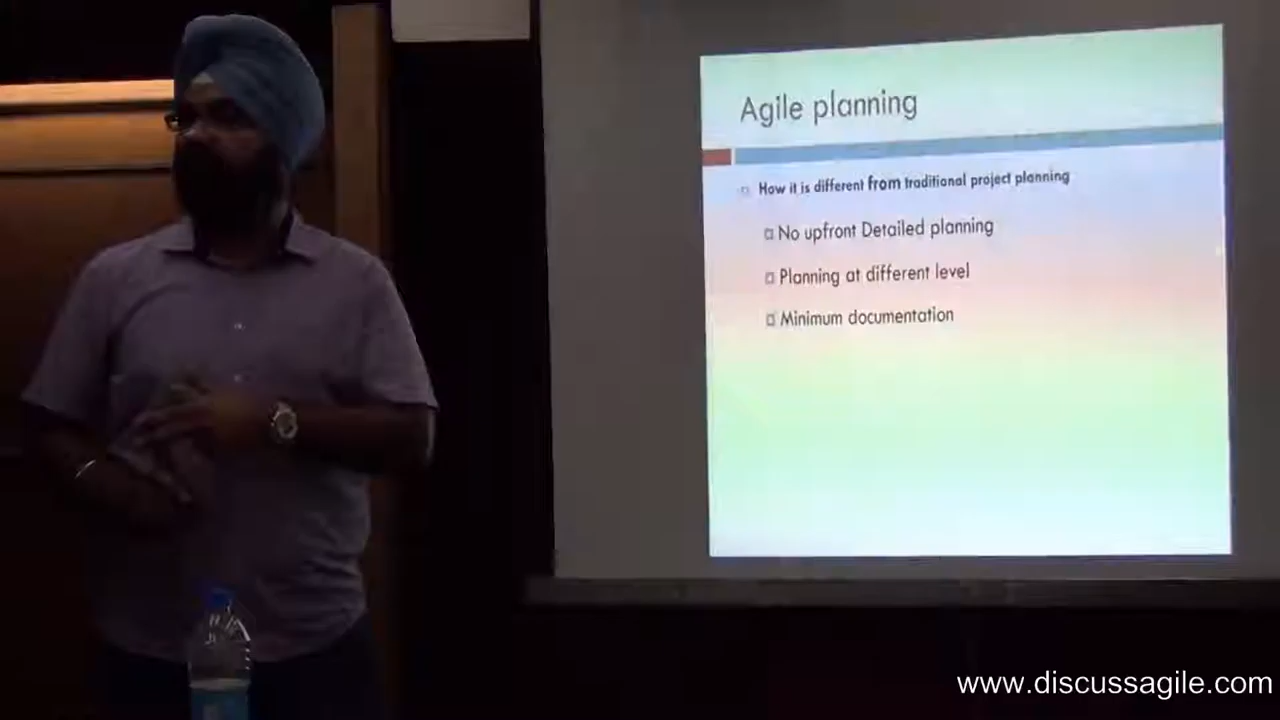 Agile planning
How it is different from traditional project planning
No upfront Detailed planning
Planning at different level
Minimum documentation
www.discussagile.com